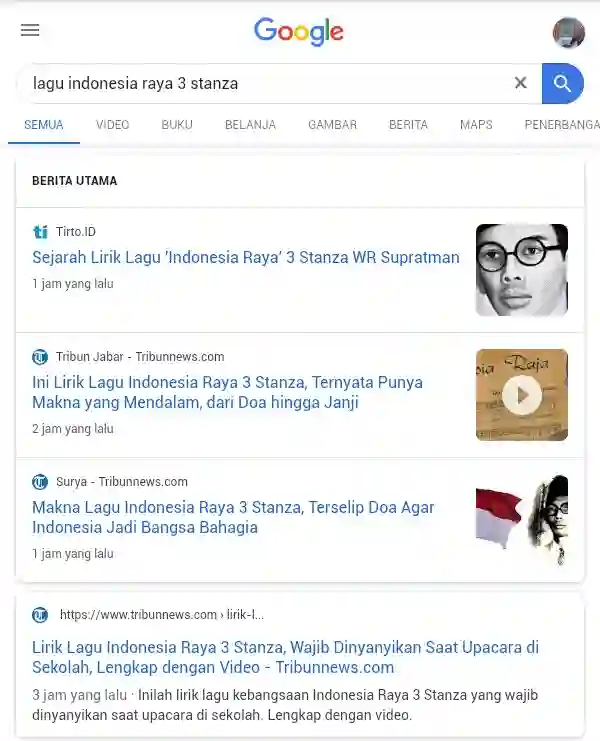 Google
lagu indonesia raya 3 stanza
SEMUA VIDEO BUKU BELANJA GAMBAR BERITA MAPS PENERBANGA
BERITA UTAMA
Tirto.ID
Sejarah Lirik Lagu 'Indonesia Raya' 3 Stanza WR Supratman
1 jam yang lalu
Tribun Jabar - Tribunnews.com
Ini Lirik Lagu Indonesia Raya 3 Stanza, Ternyata Punya
Makna yang Mendalam, dari Doa hingga Janji
2 jam yang lalu
sia Raja
Surya - Tribunnews.com
Makna Lagu Indonesia Raya 3 Stanza, Terselip Doa Agar
Indonesia Jadi Bangsa Bahagia
1 jam yang lalu
https://www.tribunnews.com › lirik-l...
Lirik Lagu Indonesia Raya 3 Stanza, Wajib Dinyanyikan Saat Upacara di
Sekolah, Lengkap dengan Video - Tribunnews.com
3 jam yang lalu · Inilah lirik lagu kebangsaan Indonesia Raya 3 Stanza yang wajib
dinyanyikan saat upacara di sekolah. Lengkap dengan video.